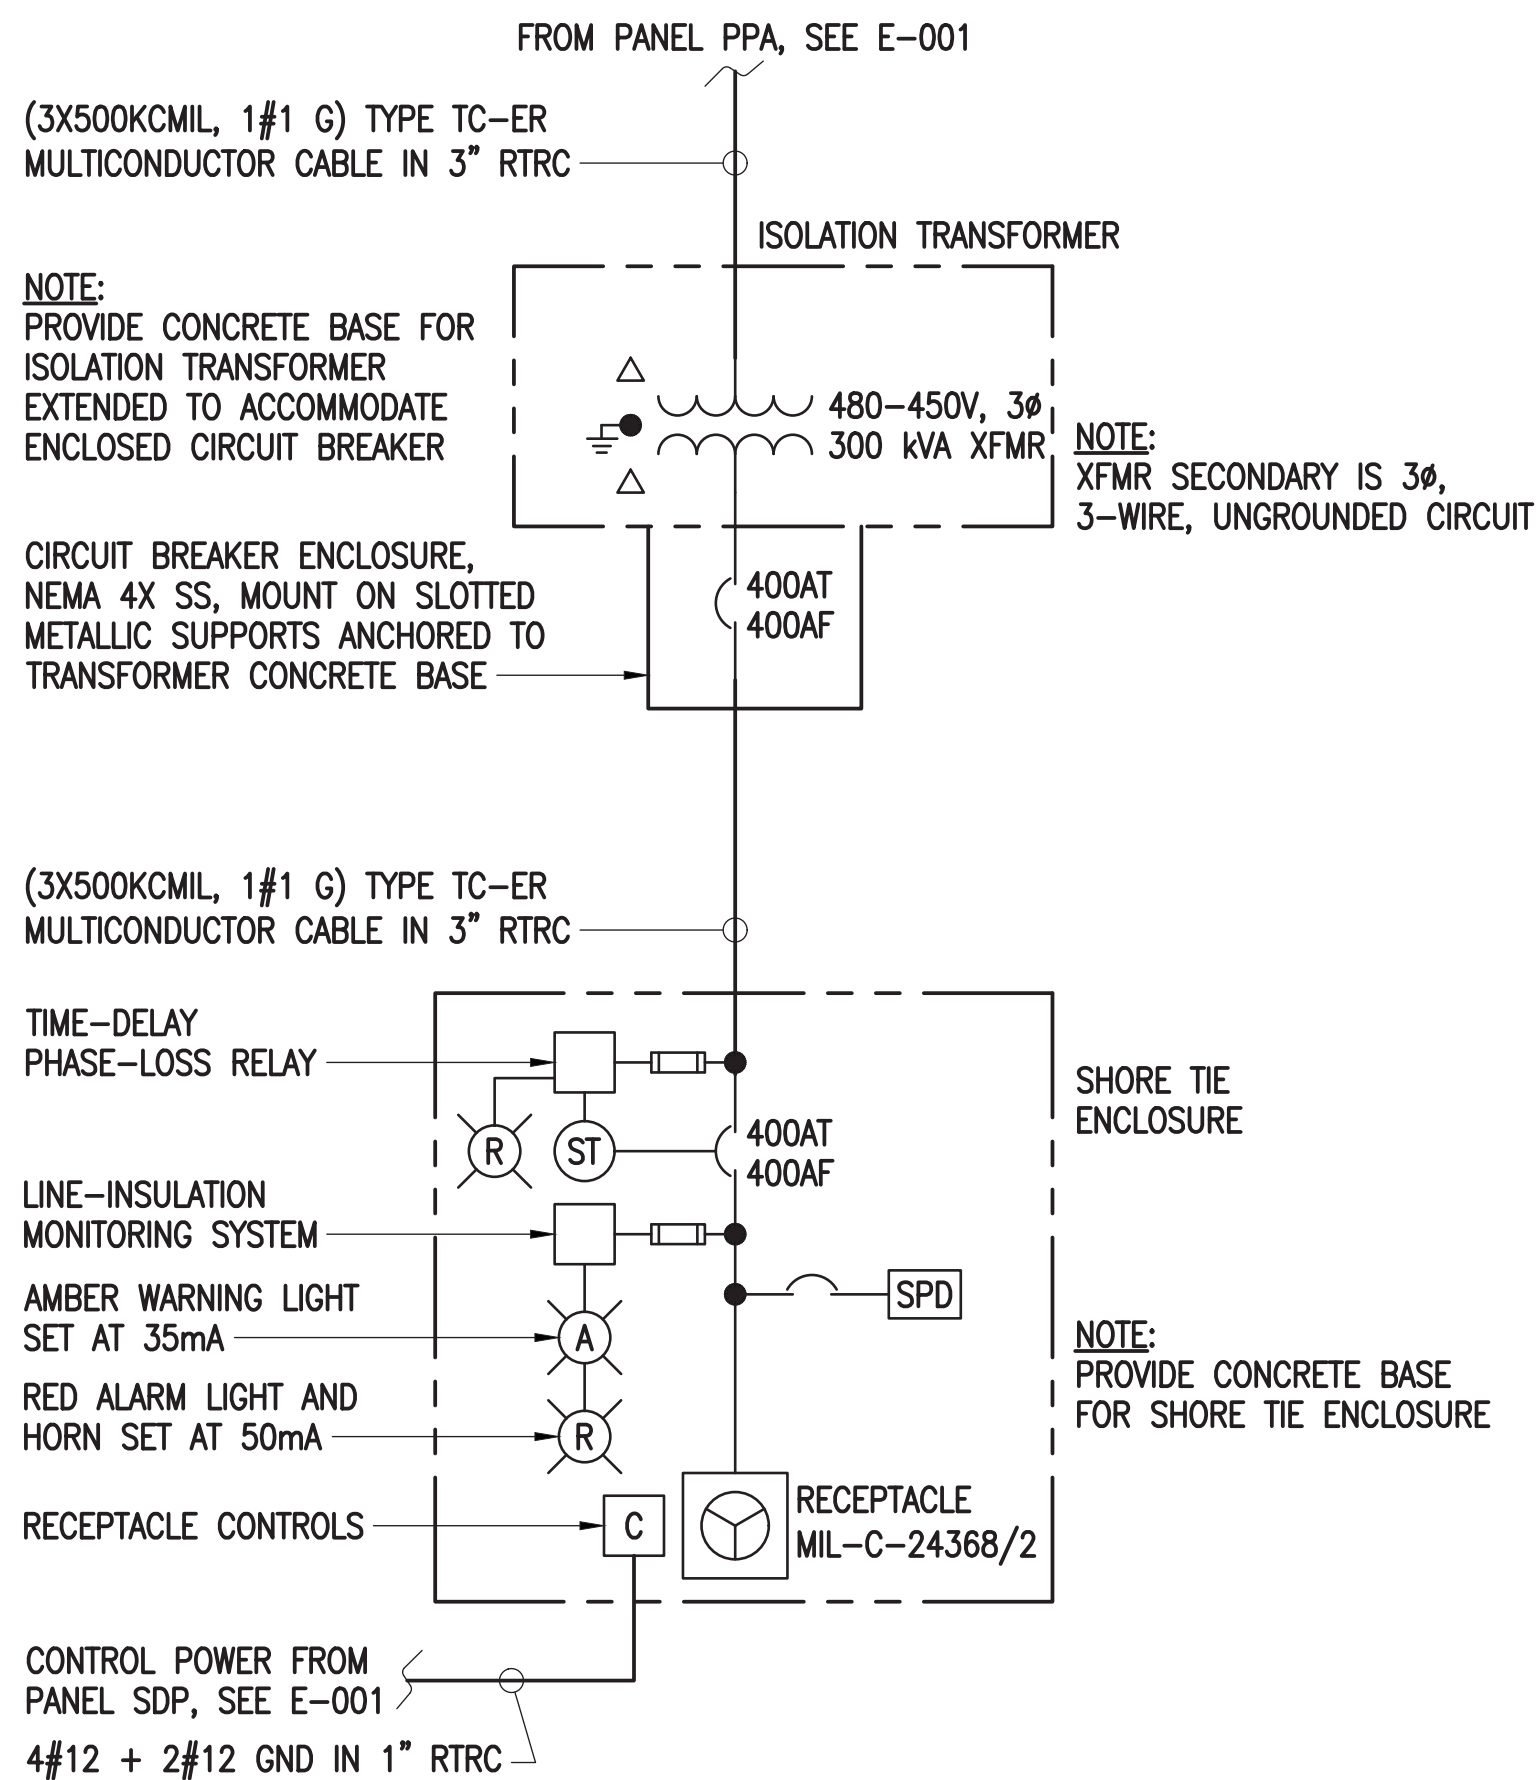 FROM PANEL PPA, SEE E-001
(3X500KCMIL, 1#1 G) TYPE TC-ER
MULTICONDUCTOR CABLE IN 3" RTRC
ISOLATION TRANSFORMER
NOTE:
PROVIDE CONCRETE BASE FOR
ISOLATION TRANSFORMER
EXTENDED TO ACCOMMODATE
ENCLOSED CIRCUIT BREAKER
480-450V, 3ø
300 kVA XFMR
NOTE:
XFMR SECONDARY IS 3ø,
3-WIRE, UNGROUNDED CIRCUIT
CIRCUIT BREAKER ENCLOSURE,
NEMA 4X SS, MOUNT ON SLOTTED
METALLIC SUPPORTS ANCHORED TO
TRANSFORMER CONCRETE BASE
400AT
400AF
(3X500KCMIL, 1#1 G) TYPE TC-ER
MULTICONDUCTOR CABLE IN 3" RTRC
TIME-DELAY
PHASE-LOSS RELAY
SHORE TIE
ENCLOSURE
R
ST
400AT
400AF
LINE-INSULATION
MONITORING SYSTEM
SPD
AMBER WARNING LIGHT
SET AT 35mA
A
NOTE:
PROVIDE CONCRETE BASE
FOR SHORE TIE ENCLOSURE
RED ALARM LIGHT AND
HORN SET AT 50mA
R
RECEPTACLE CONTROLS
C
RECEPTACLE
MIL-C-24368/2
CONTROL POWER FROM
PANEL SDP, SEE E-001
4#12 + 2#12 GND IN 1" RTRC